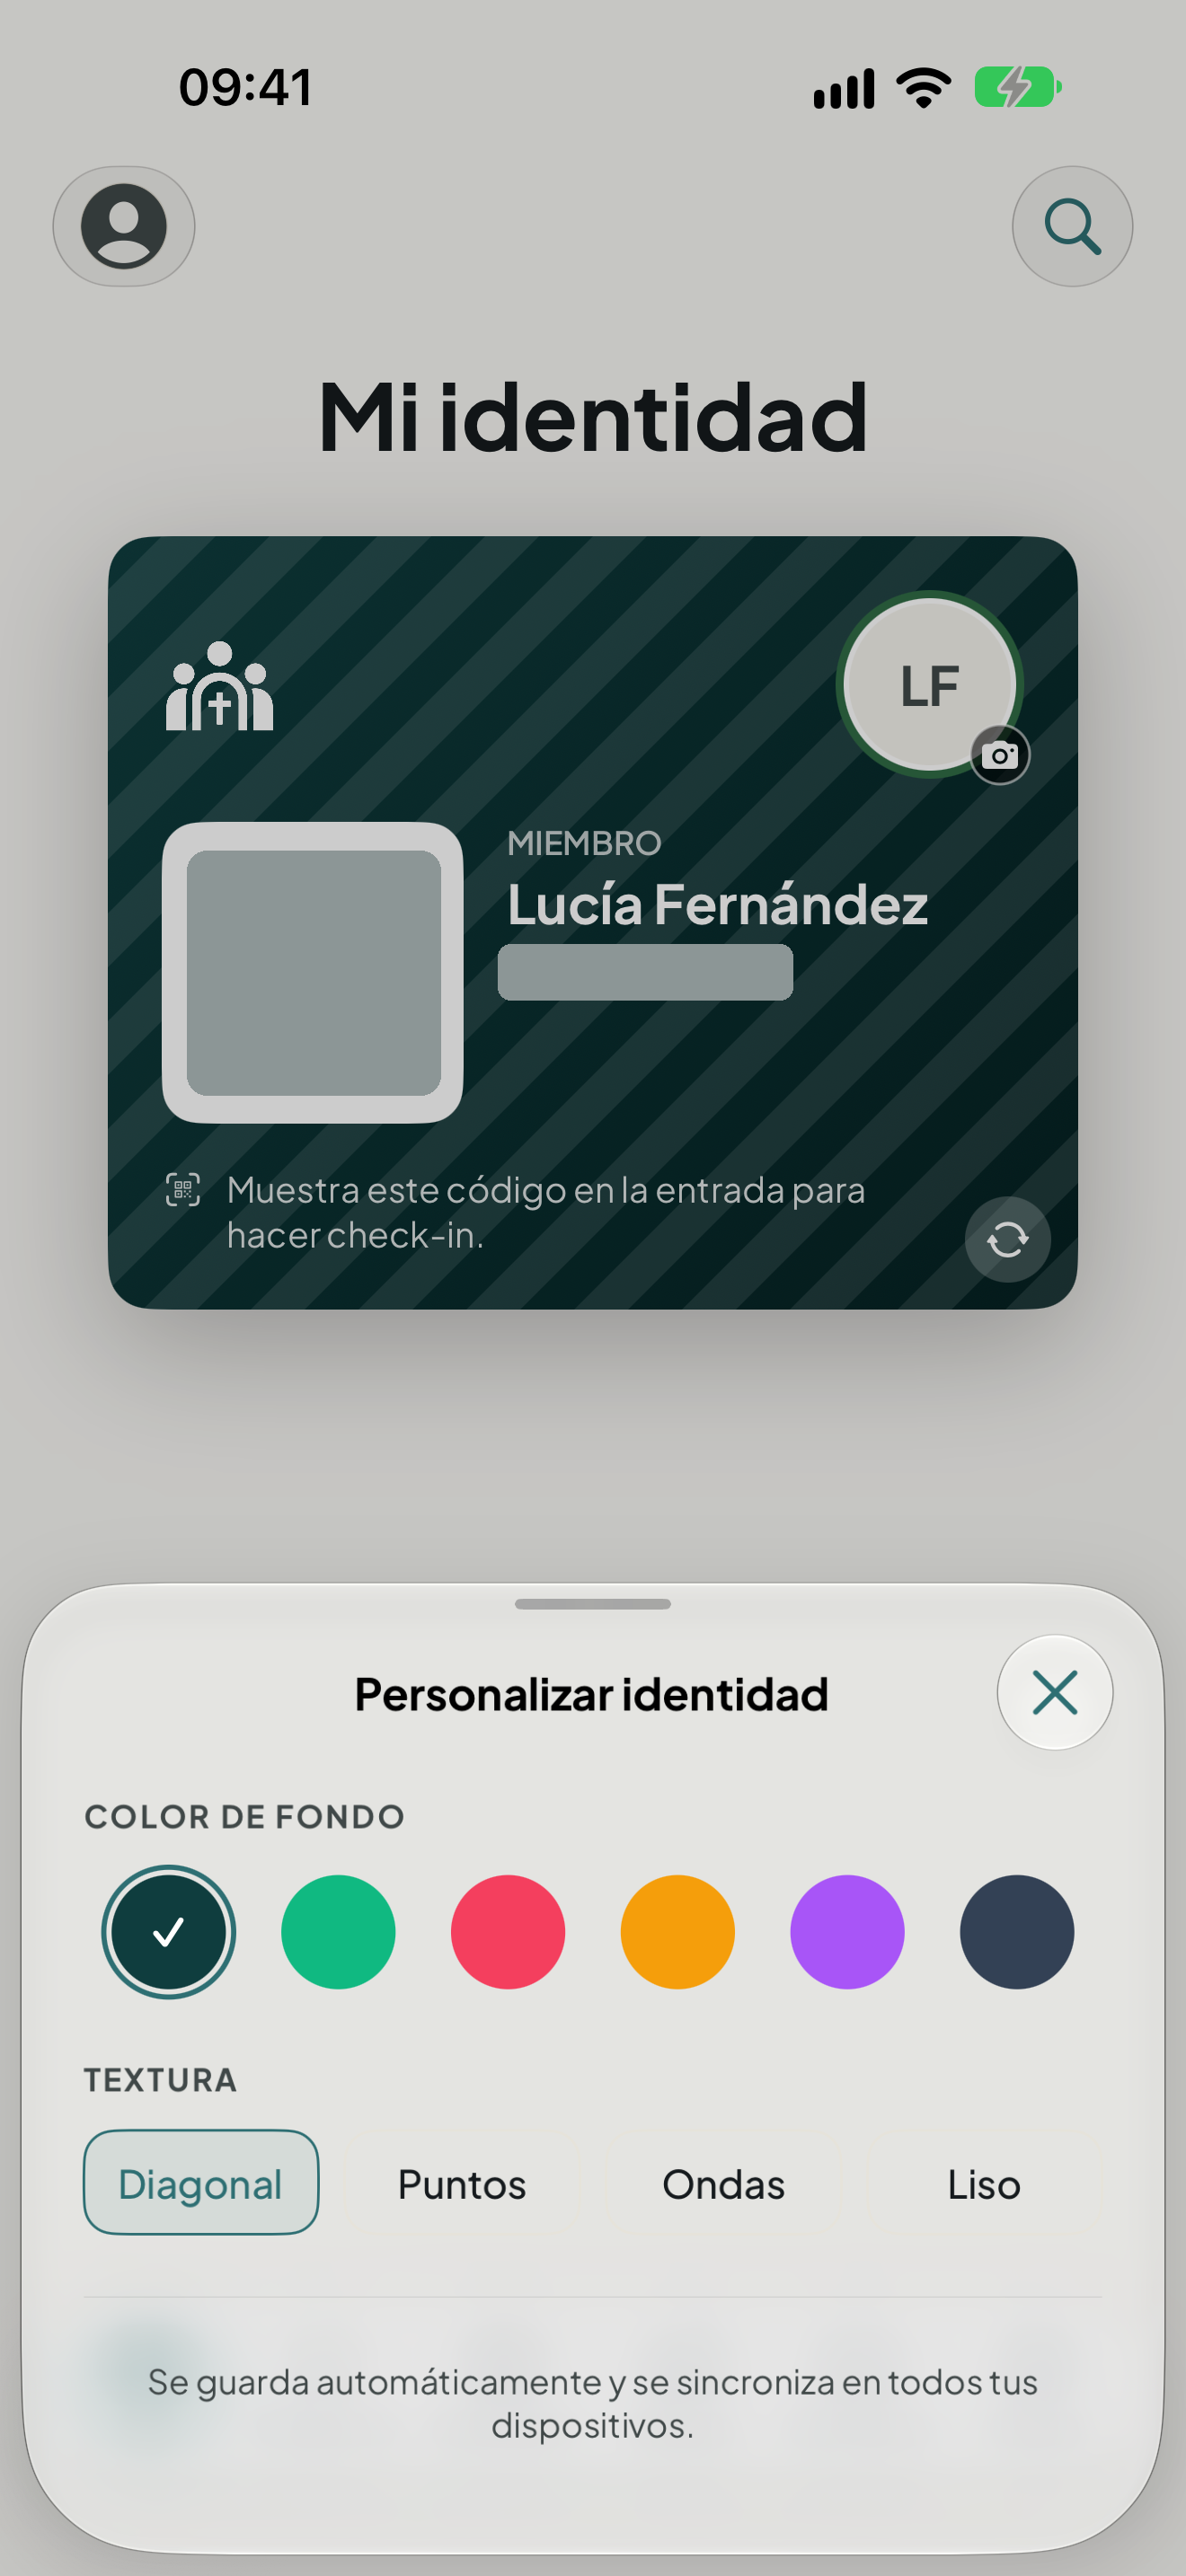 09:41
Mi identidad
LF
MIEMBRO
Lucía Fernández
Muestra este código en la entrada para
hacer check-in.
Personalizar identidad
COLOR DE FONDO
TEXTURA
Diagonal
Puntos
Ondas
Liso
Se guarda automáticamente y se sincroniza en todos tus
dispositivos.